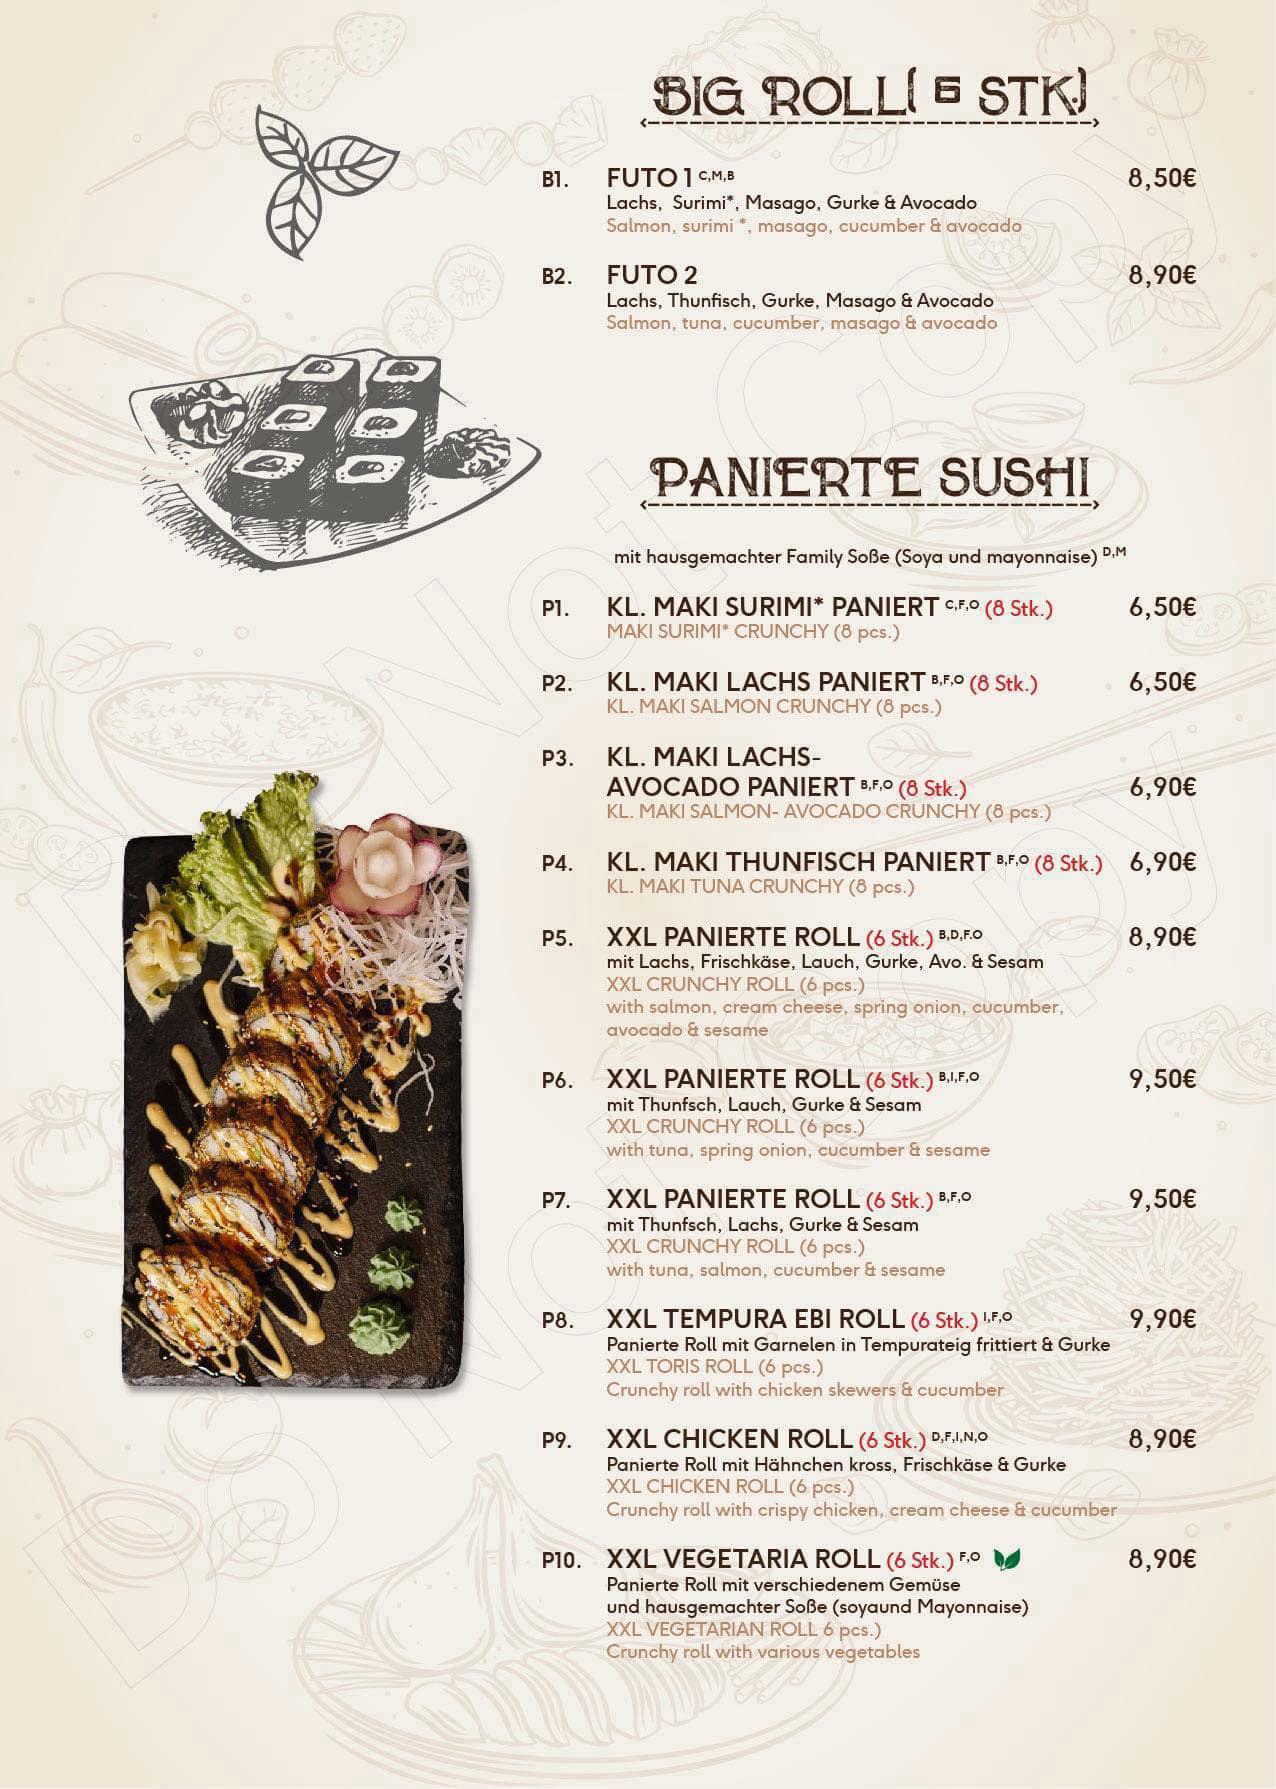 BIG ROLL( 6 STK.)
B1. FUTO 1 C,M,B 8,50€
Lachs, Surimi*, Masago, Gurke & Avocado
Salmon, surimi *, masago, cucumber & avocado
B2. FUTO 2 8,90€
Lachs, Thunfisch, Gurke, Masago & Avocado
Salmon, tuna, cucumber, masago & avocado
PANIERTE SUSHI
mit hausgemachter Family Soße (Soya und mayonnaise) D,M
P1. KL. MAKI SURIMI* PANIERT C,F,O (8 Stk.) 6,50€
MAKI SURIMI* CRUNCHY (8 pcs.)
P2. KL. MAKI LACHS PANIERT B,F,O (8 Stk.) 6,50€
KL. MAKI SALMON CRUNCHY (8 pcs.)
P3. KL. MAKI LACHS-
AVOCADO PANIERT B,F,O (8 Stk.) 6,90€
KL. MAKI SALMON- AVOCADO CRUNCHY (8 pcs.)
P4. KL. MAKI THUNFISCH PANIERT B,F,O (8 Stk.) 6,90€
KL. MAKI TUNA CRUNCHY (8 pcs.)
P5. XXL PANIERTE ROLL (6 Stk.) B,D,F,O 8,90€
mit Lachs, Frischkäse, Lauch, Gurke, Avo. & Sesam
XXL CRUNCHY ROLL (6 pcs.)
with salmon, cream cheese, spring onion, cucumber,
avocado & sesame
P6. XXL PANIERTE ROLL (6 Stk.) B,I,F,O 9,50€
mit Thunfsch, Lauch, Gurke & Sesam
XXL CRUNCHY ROLL (6 pcs.)
with tuna, spring onion, cucumber & sesame
P7. XXL PANIERTE ROLL (6 Stk.) B,F,O 9,50€
mit Thunfsch, Lachs, Gurke & Sesam
XXL CRUNCHY ROLL (6 pcs.)
with tuna, salmon, cucumber & sesame
P8. XXL TEMPURA EBI ROLL (6 Stk.) I,F,O 9,90€
Panierte Roll mit Garnelen in Tempurateig frittiert & Gurke
XXL TORIS ROLL (6 pcs.)
Crunchy roll with chicken skewers & cucumber
P9. XXL CHICKEN ROLL (6 Stk.) D,F,I,N,O 8,90€
Panierte Roll mit Hähnchen kross, Frischkäse & Gurke
XXL CHICKEN ROLL (6 pcs.)
Crunchy roll with crispy chicken, cream cheese & cucumber
P10. XXL VEGETARIA ROLL (6 Stk.) F,O 8,90€
Panierte Roll mit verschiedenem Gemüse
und hausgemachter Soße (soyaund Mayonnaise)
XXL VEGETARIAN ROLL 6 pcs.)
Crunchy roll with various vegetables
Do Not Copy
Do Not Copy